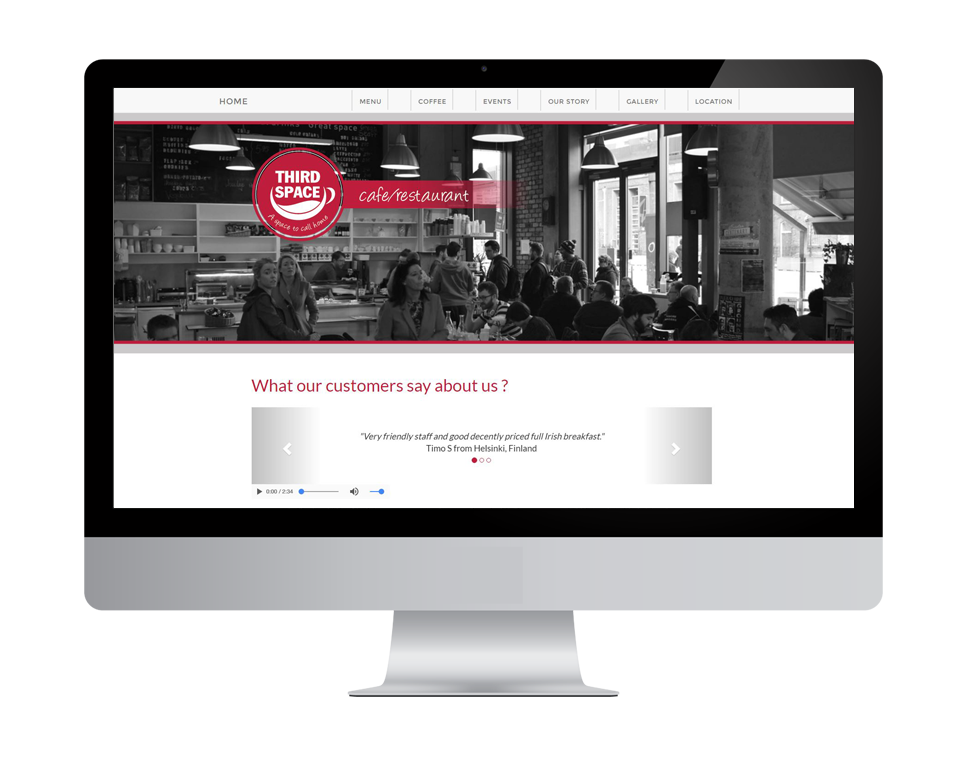 HOME
MENU
COFFEE
EVENTS
OUR STORY
GALLERY
LOCATION
THIRD
SPACE
A space to call home
cafe/restaurant
What our customers say about us ?
"Very friendly staff and good decently priced full Irish breakfast."
Timo S from Helsinki, Finland
0:00 / 2:34